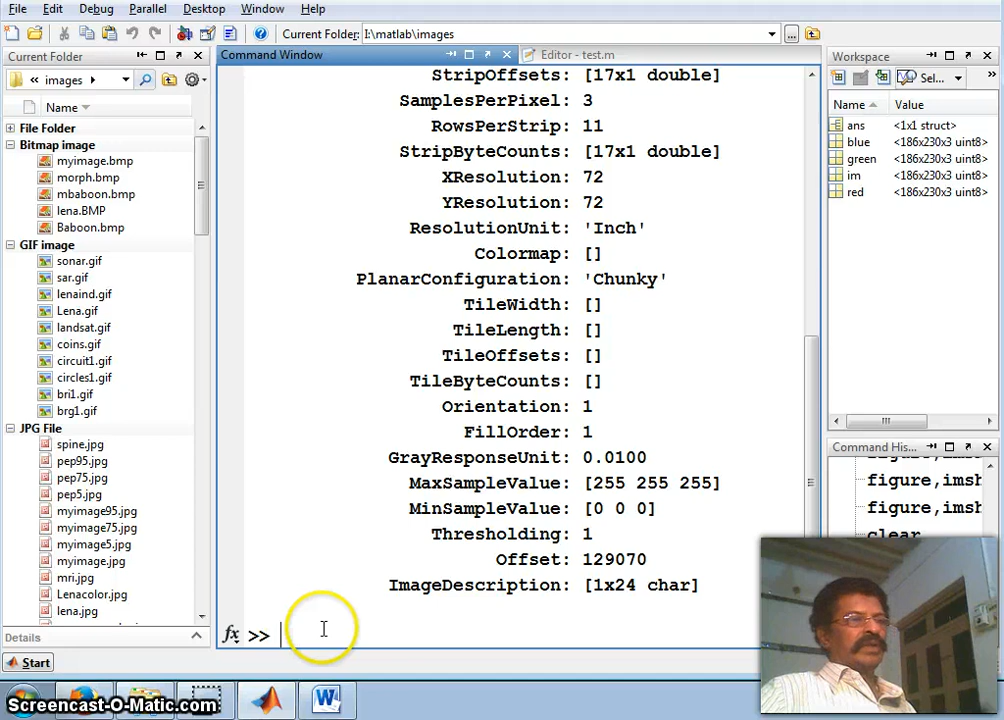 File Edit Debug Parallel Desktop Window Help
Current Folder: I:\matlab\images
Current Folder
« images
Name
File Folder
Bitmap image
myimage.bmp
morph.bmp
mbaboon.bmp
lena.BMP
Baboon.bmp
GIF image
sonar.gif
sar.gif
lenaind.gif
Lena.gif
landsat.gif
coins.gif
circuit1.gif
circles1.gif
bri1.gif
brg1.gif
JPG File
spine.jpg
pep95.jpg
pep75.jpg
pep5.jpg
myimage95.jpg
myimage75.jpg
myimage5.jpg
myimage.jpg
mri.jpg
Lenacolor.jpg
lena.jpg
Details
Start
Command Window
Editor - test.m
StripOffsets: [17x1 double]
SamplesPerPixel: 3
RowsPerStrip: 11
StripByteCounts: [17x1 double]
XResolution: 72
YResolution: 72
ResolutionUnit: 'Inch'
Colormap: []
PlanarConfiguration: 'Chunky'
TileWidth: []
TileLength: []
TileOffsets: []
TileByteCounts: []
Orientation: 1
FillOrder: 1
GrayResponseUnit: 0.0100
MaxSampleValue: [255 255 255]
MinSampleValue: [0 0 0]
Thresholding: 1
Offset: 129070
ImageDescription: [1x24 char]
fx >>
Workspace
Sel...
Name Value
ans <1x1 struct>
blue <186x230x3 uint8>
green <186x230x3 uint8>
im <186x230x3 uint8>
red <186x230x3 uint8>
Command His...
figure,imsh
figure,imsh
clear
Screencast-O-Matic.com